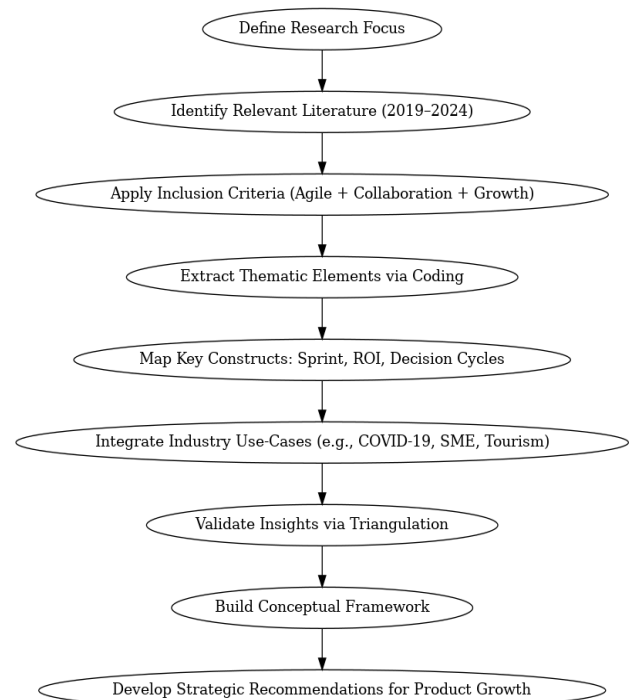 Define Research Focus
Identify Relevant Literature (2019–2024)
Apply Inclusion Criteria (Agile + Collaboration + Growth)
Extract Thematic Elements via Coding
Map Key Constructs: Sprint, ROI, Decision Cycles
Integrate Industry Use-Cases (e.g., COVID-19, SME, Tourism)
Validate Insights via Triangulation
Build Conceptual Framework
Develop Strategic Recommendations for Product Growth